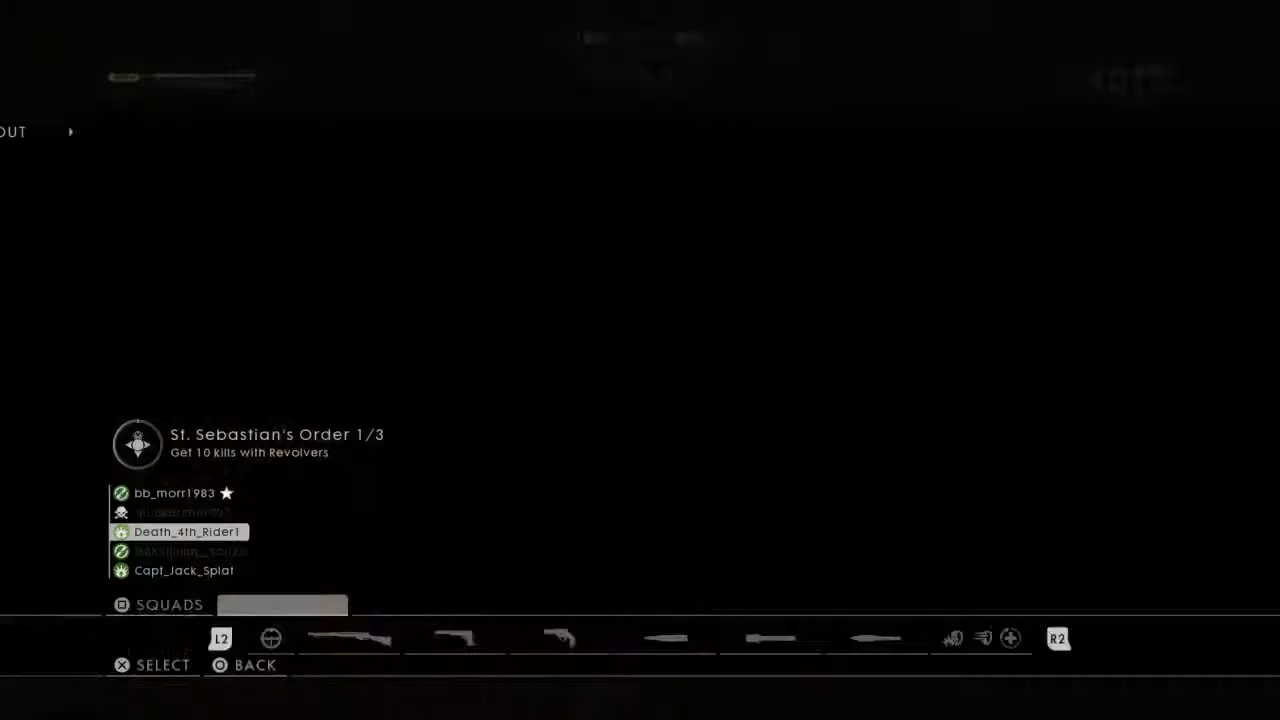 OUT
St. Sebastian's Order 1/3
Get 10 kills with Revolvers
bb_morr1983
Death_4th_Rider1
Capt_Jack_Splat
SQUADS
L2
R2
SELECT
BACK